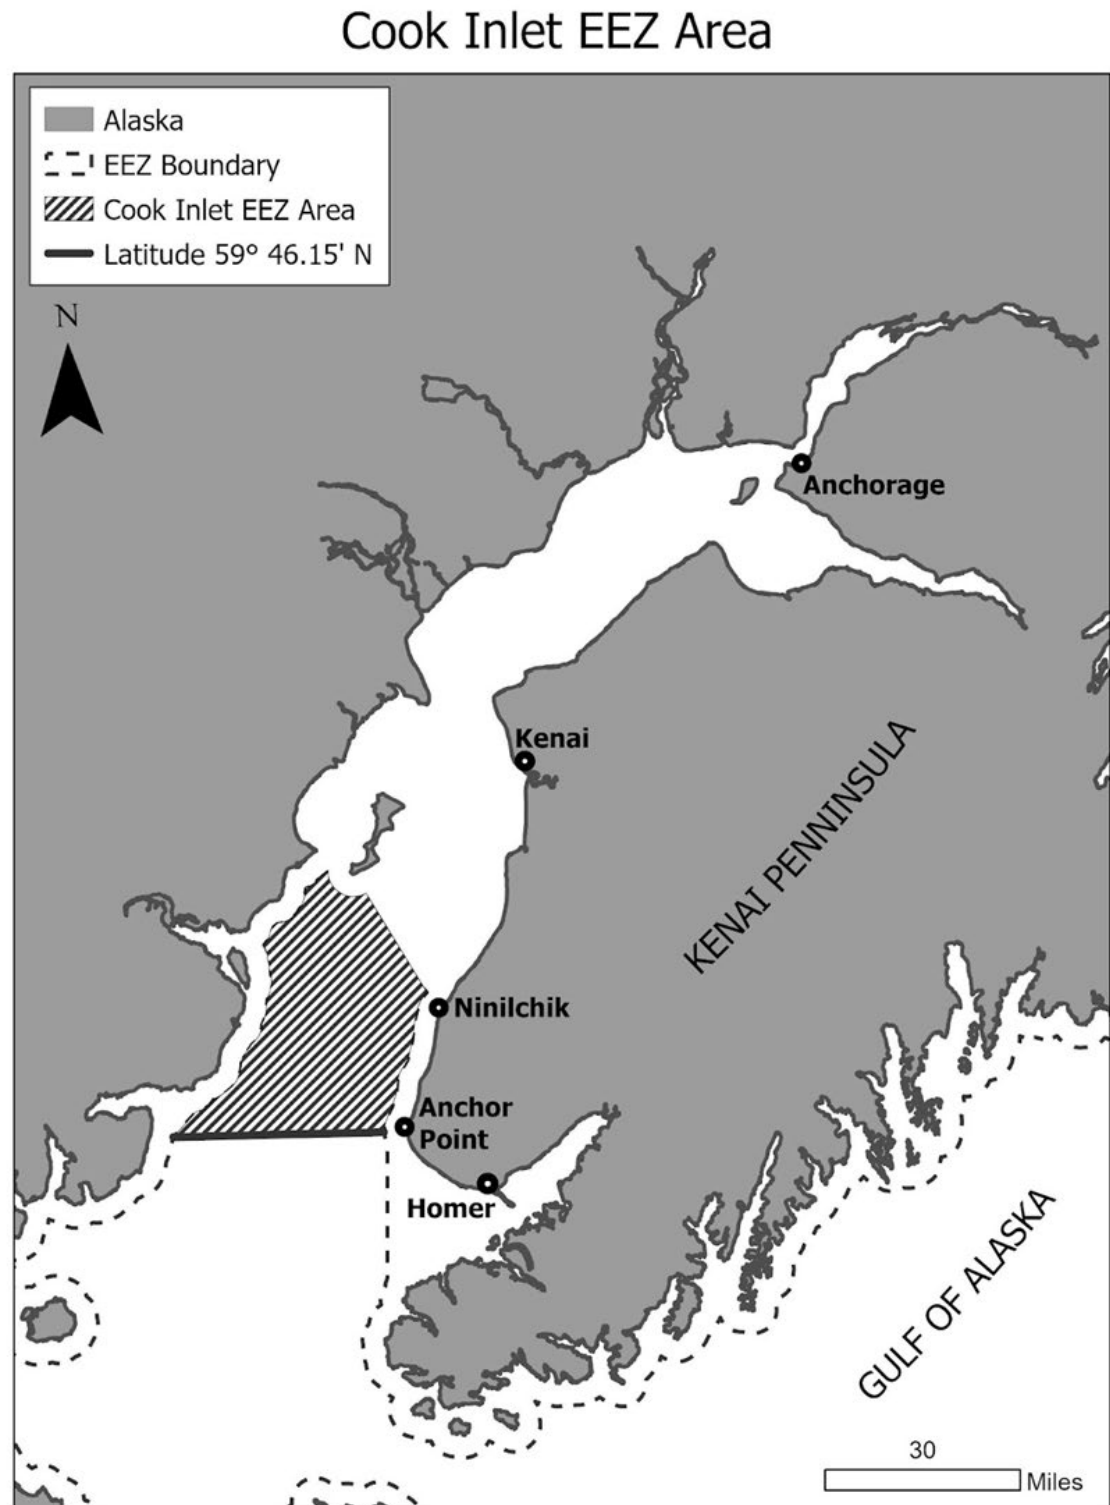 Cook Inlet EEZ Area
Alaska
EEZ Boundary
Cook Inlet EEZ Area
Latitude 59° 46.15' N
N
Anchorage
Kenai
KENAI PENNINSULA
Ninilchik
Anchor
Point
Homer
GULF OF ALASKA
30
Miles